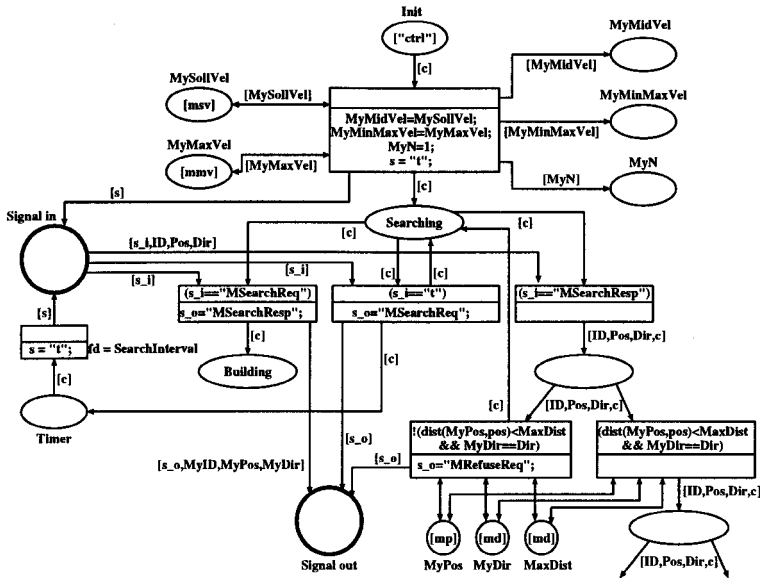 Init
["ctrl"]
MyMidVel
[c]
[MyMidVel]
MySollVel
[MySollVel}
[msv]
MyMinMaxVel
MyMidVel=MySollVel;
MyMinMaxVel=MyMaxVel;
MyN=1;
s = "t";
[MyMinMaxVel]
MyMaxVel
[mmv]
[MyMaxVel]
MyN
[MyN]
[s]
[c]
Signal in
Searching
[c]
{s_i,ID,Pos,Dir]
[s_i]
[s_i]
[c]
[c]
(s_i=="MSearchReq")
s_o="MSearchResp";
(s_i=="t")
s_o="MSearchReq";
(s_i=="MSearchResp")
[s]
s = "t";
fd = SearchInterval
[c]
[ID,Pos,Dir,c]
Building
[c]
Timer
[c]
[ID,Pos,Dir,c]
[ID,Pos,Dir,c]
!(dist(MyPos,pos)<MaxDist
&& MyDir==Dir)
s_o="MRefuseReq";
(dist(MyPos,pos)<MaxDist
&& MyDir==Dir)
[s_o]
[s_o,MyID,MyPos,MyDir]
[s_o]
[ID,Pos,Dir,c]
[mp]
[md]
[md]
MyPos
MyDir
MaxDist
Signal out
[ID,Pos,Dir,c}